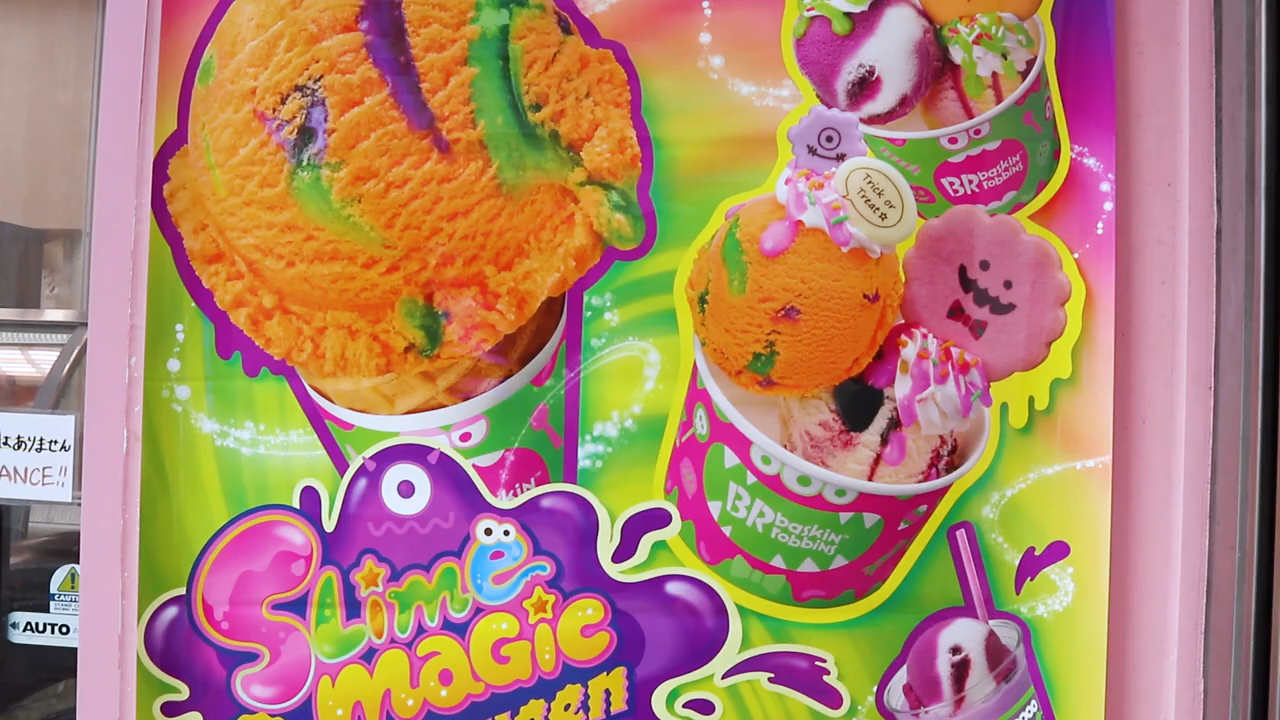 BR baskin robbins
Trick or
Treat☆
BR baskin robbins
Slime
magic
はありません
ANCE!!
AUTO